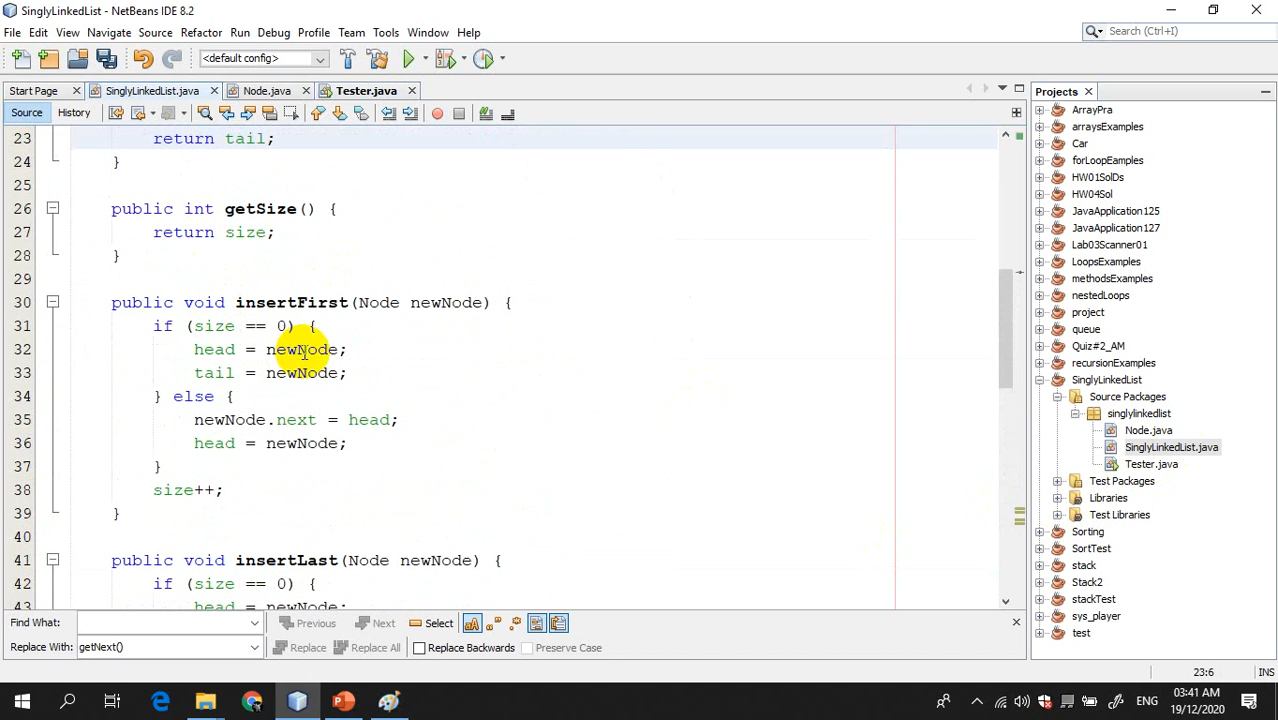 SinglyLinkedList - NetBeans IDE 8.2
File Edit View Navigate Source Refactor Run Debug Profile Team Tools Window Help
Search (Ctrl+I)
<default config>
Start Page SinglyLinkedList.java Node.java Tester.java
Projects
Source History
23 return tail;
24 }
25
26 public int getSize() {
27 return size;
28 }
29
30 public void insertFirst(Node newNode) {
31 if (size == 0) {
32 head = newNode;
33 tail = newNode;
34 } else {
35 newNode.next = head;
36 head = newNode;
37 }
38 size++;
39 }
40
41 public void insertLast(Node newNode) {
42 if (size == 0) {
43 head = newNode;
ArrayPra
arraysExamples
Car
forLoopEamples
HW01SolDs
HW04Sol
JavaApplication125
JavaApplication127
Lab03Scanner01
LoopsExamples
methodsExamples
nestedLoops
project
queue
Quiz#2_AM
recursionExamples
SinglyLinkedList
Source Packages
singlylinkedlist
Node.java
SinglyLinkedList.java
Tester.java
Test Packages
Libraries
Test Libraries
Sorting
SortTest
stack
Stack2
stackTest
sys_player
test
Find What: Previous Next Select
Replace With: getNext() Replace Replace All Replace Backwards Preserve Case
23:6 INS
ENG
03:41 AM
19/12/2020